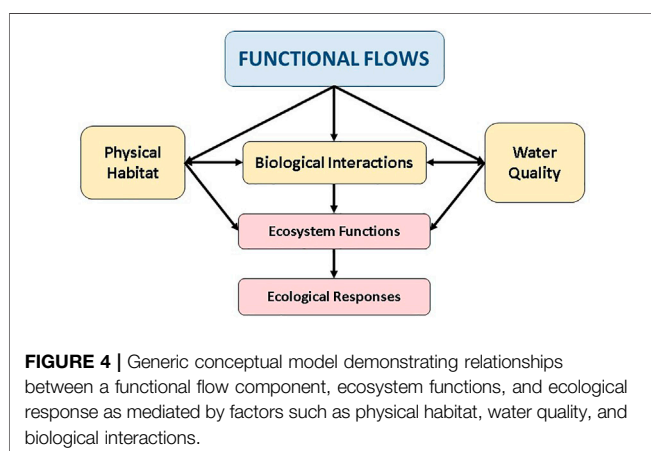 FUNCTIONAL FLOWS
Physical
Habitat
Biological Interactions
Water
Quality
Ecosystem Functions
Ecological Responses
FIGURE 4 | Generic conceptual model demonstrating relationships
between a functional flow component, ecosystem functions, and ecological
response as mediated by factors such as physical habitat, water quality, and
biological interactions.